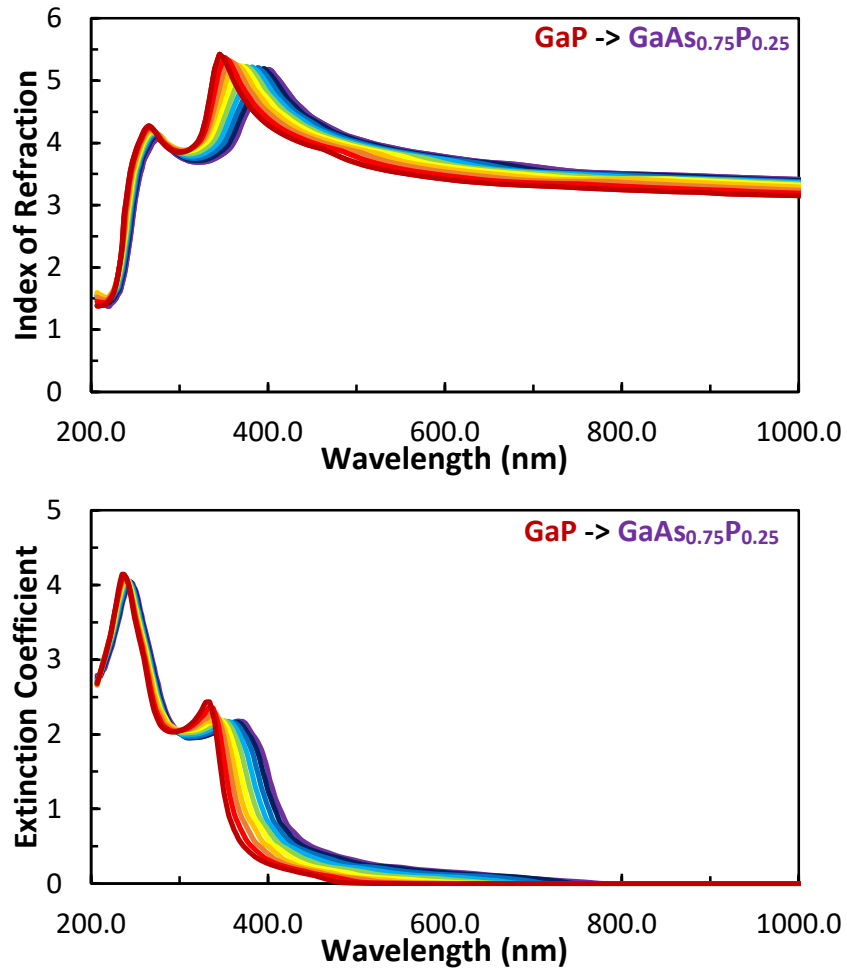 6
GaP -> GaAs0.75P0.25
5
4
3
2
1
0
Index of Refraction
200.0 400.0 600.0 800.0 1000.0
Wavelength (nm)
5
GaP -> GaAs0.75P0.25
4
3
2
1
0
Extinction Coefficient
200.0 400.0 600.0 800.0 1000.0
Wavelength (nm)